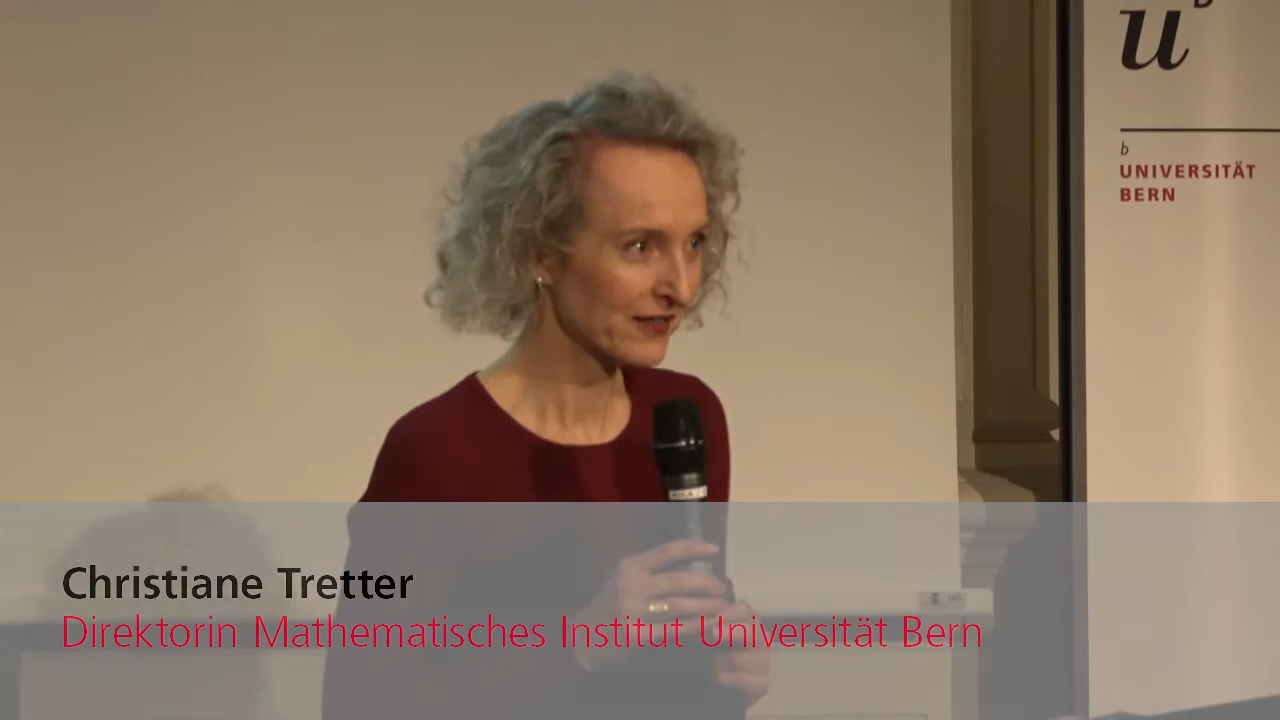 u
b
UNIVERSITÄT
BERN
Christiane Tretter
Direktorin Mathematisches Institut Universität Bern